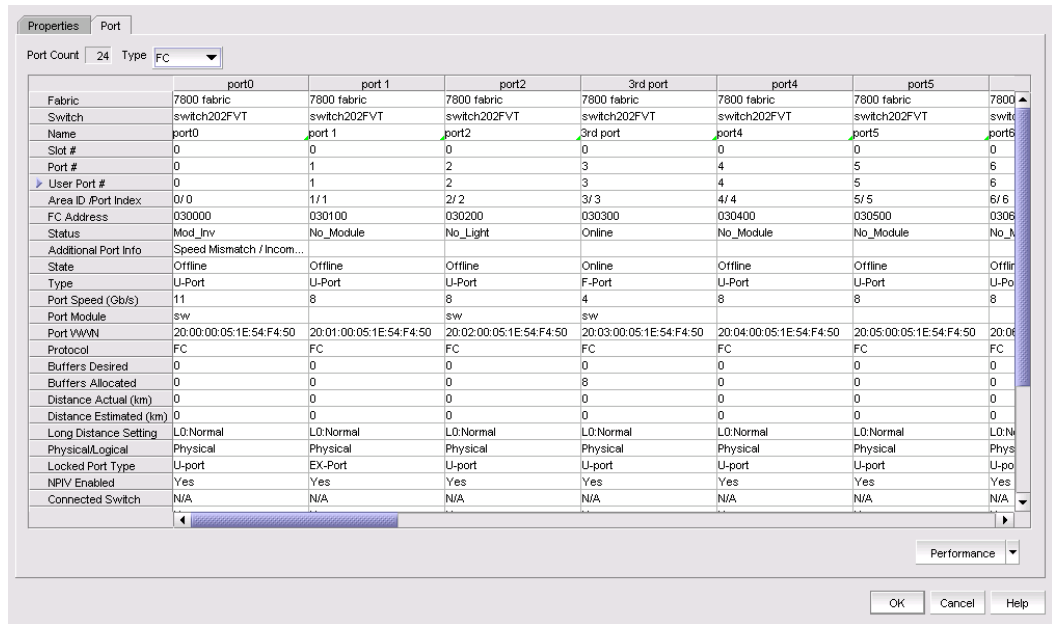 Properties Port
Port Count 24 Type FC
port0 port 1 port2 3rd port port4 port5
Fabric 7800 fabric 7800 fabric 7800 fabric 7800 fabric 7800 fabric 7800 fabric 7800
Switch switch202FVT switch202FVT switch202FVT switch202FVT switch202FVT switch202FVT
Name port0 port 1 port2 3rd port port4 port5 port6
Slot # 0 0 0 0 0 0 0
Port # 0 1 2 3 4 5 6
User Port # 0 1 2 3 4 5 6
Area ID /Port Index 0/ 0 1/ 1 2/ 2 3/ 3 4/ 4 5/ 5 6/ 6
FC Address 030000 030100 030200 030300 030400 030500 0306
Status Mod_Inv No_Module No_Light Online No_Module No_Module
Additional Port Info Speed Mismatch / Incom...
State Offline Offline Offline Online Offline Offline
Type U-Port U-Port U-Port F-Port U-Port U-Port U-Po
Port Speed (Gb/s) 11 8 8 4 8 8 8
Port Module sw sw sw
Port WWN 20:00:00:05:1E:54:F4:50 20:01:00:05:1E:54:F4:50 20:02:00:05:1E:54:F4:50 20:03:00:05:1E:54:F4:50 20:04:00:05:1E:54:F4:50 20:05:00:05:1E:54:F4:50
Protocol FC FC FC FC FC FC FC
Buffers Desired 0 0 0 0 0 0 0
Buffers Allocated 0 0 0 8 0 0 0
Distance Actual (km) 0 0 0 0 0 0 0
Distance Estimated (km) 0 0 0 0 0 0 0
Long Distance Setting L0:Normal L0:Normal L0:Normal L0:Normal L0:Normal L0:Normal
Physical/Logical Physical Physical Physical Physical Physical Physical Phys
Locked Port Type U-port EX-Port U-port U-port U-port U-port U-po
NPIV Enabled Yes Yes Yes Yes Yes Yes Yes
Connected Switch N/A N/A N/A N/A N/A N/A N/A
Performance
OK Cancel Help